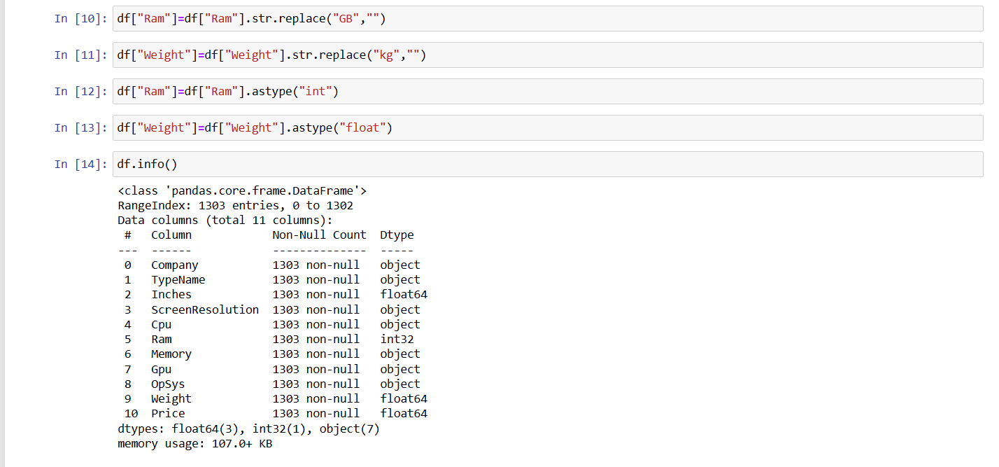 In [10]: df["Ram"]=df["Ram"].str.replace("GB","")
In [11]: df["Weight"]=df["Weight"].str.replace("kg","")
In [12]: df["Ram"]=df["Ram"].astype("int")
In [13]: df["Weight"]=df["Weight"].astype("float")
In [14]: df.info()
<class 'pandas.core.frame.DataFrame'>
RangeIndex: 1303 entries, 0 to 1302
Data columns (total 11 columns):
 #   Column            Non-Null Count  Dtype
---  ------            --------------  -----
 0   Company           1303 non-null   object
 1   TypeName          1303 non-null   object
 2   Inches            1303 non-null   float64
 3   ScreenResolution  1303 non-null   object
 4   Cpu               1303 non-null   object
 5   Ram               1303 non-null   int32
 6   Memory            1303 non-null   object
 7   Gpu               1303 non-null   object
 8   OpSys             1303 non-null   object
 9   Weight            1303 non-null   float64
 10  Price             1303 non-null   float64
dtypes: float64(3), int32(1), object(7)
memory usage: 107.0+ KB